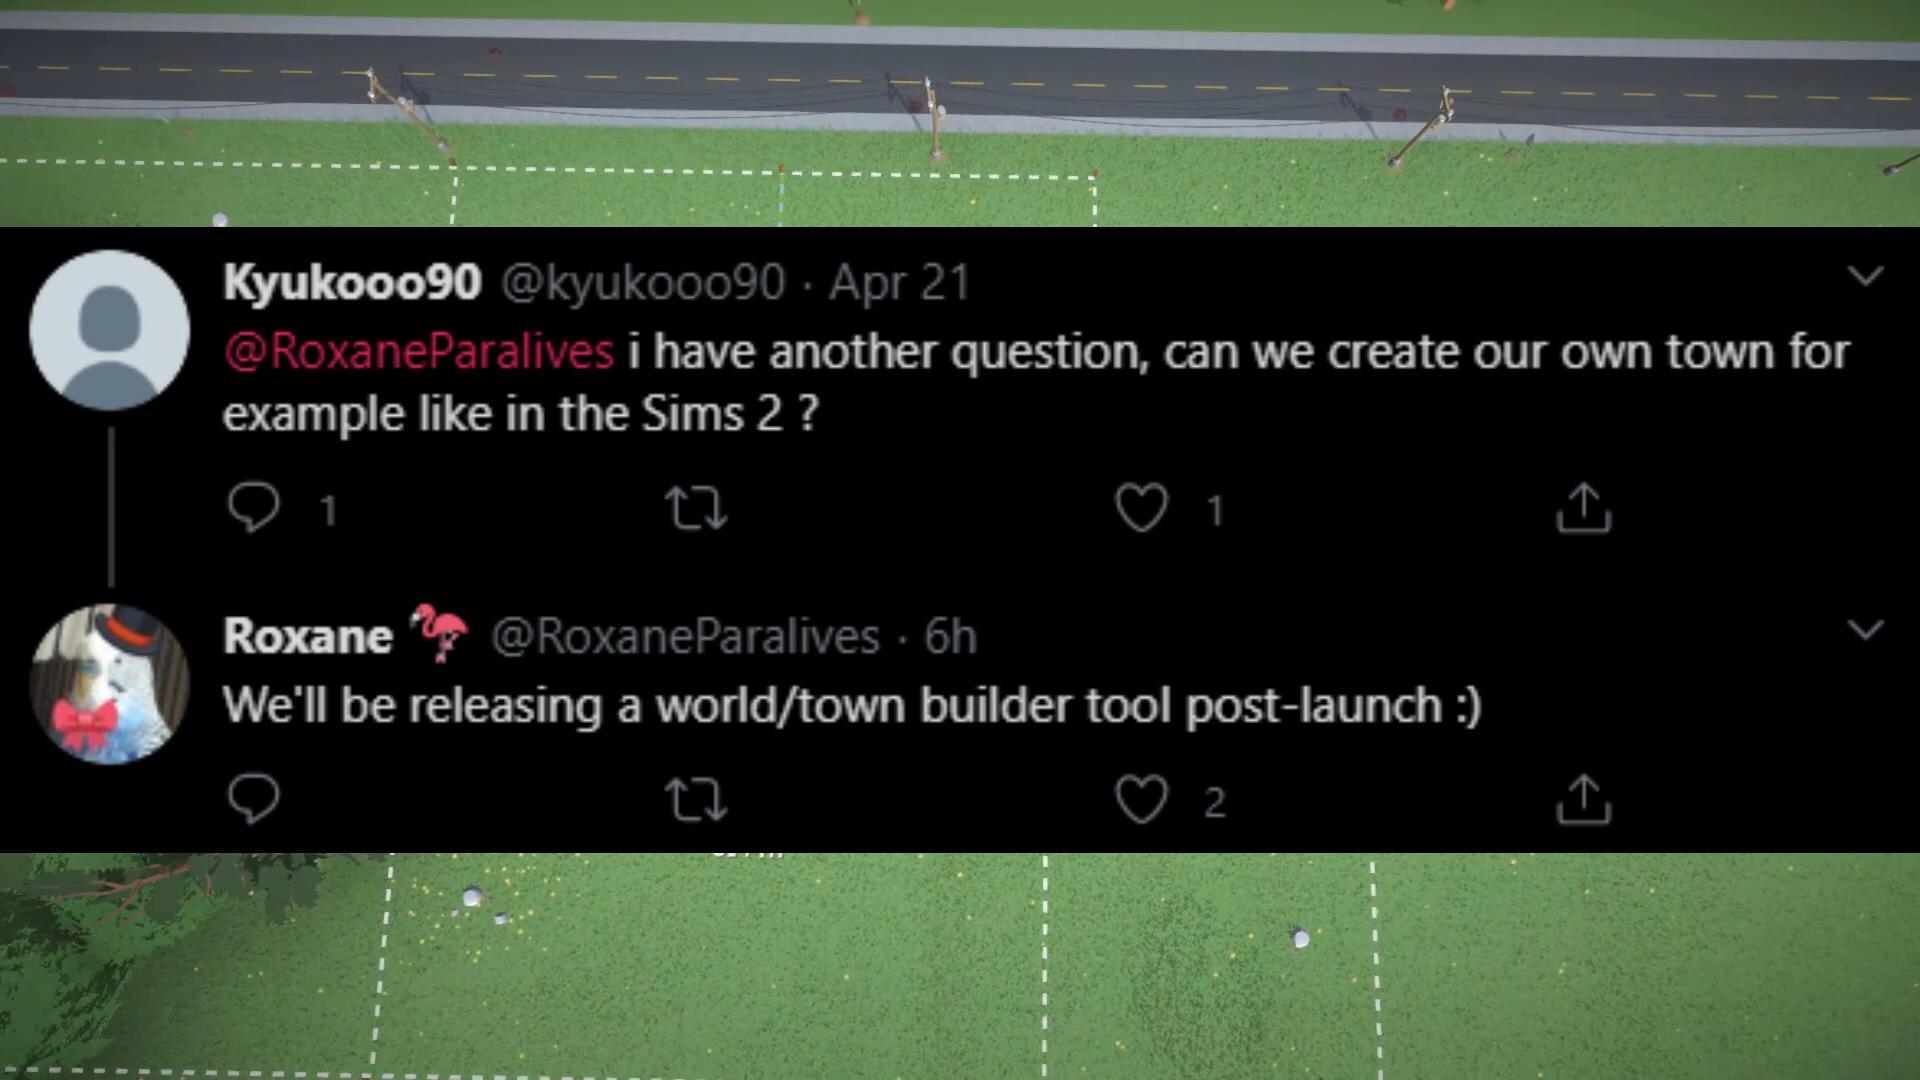 Kyukooo90 @kyukooo90 · Apr 21
@RoxaneParalives i have another question, can we create our own town for
example like in the Sims 2 ?
1 1
Roxane 🦩 @RoxaneParalives · 6h
We'll be releasing a world/town builder tool post-launch :)
2